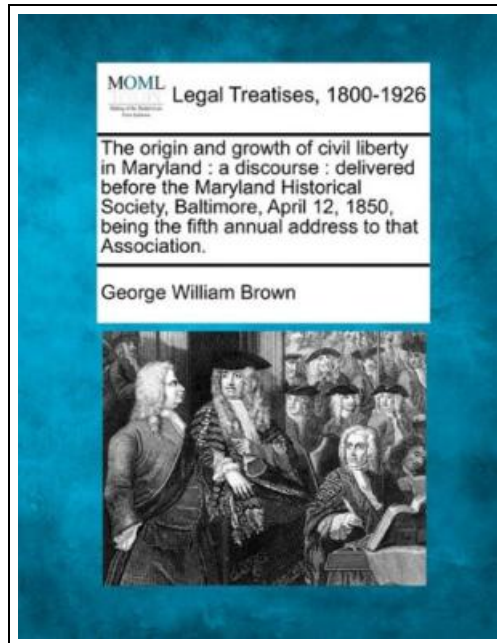 MOML
Legal Treatises, 1800-1926
The origin and growth of civil liberty
in Maryland : a discourse : delivered
before the Maryland Historical
Society, Baltimore, April 12, 1850,
being the fifth annual address to that
Association.
George William Brown